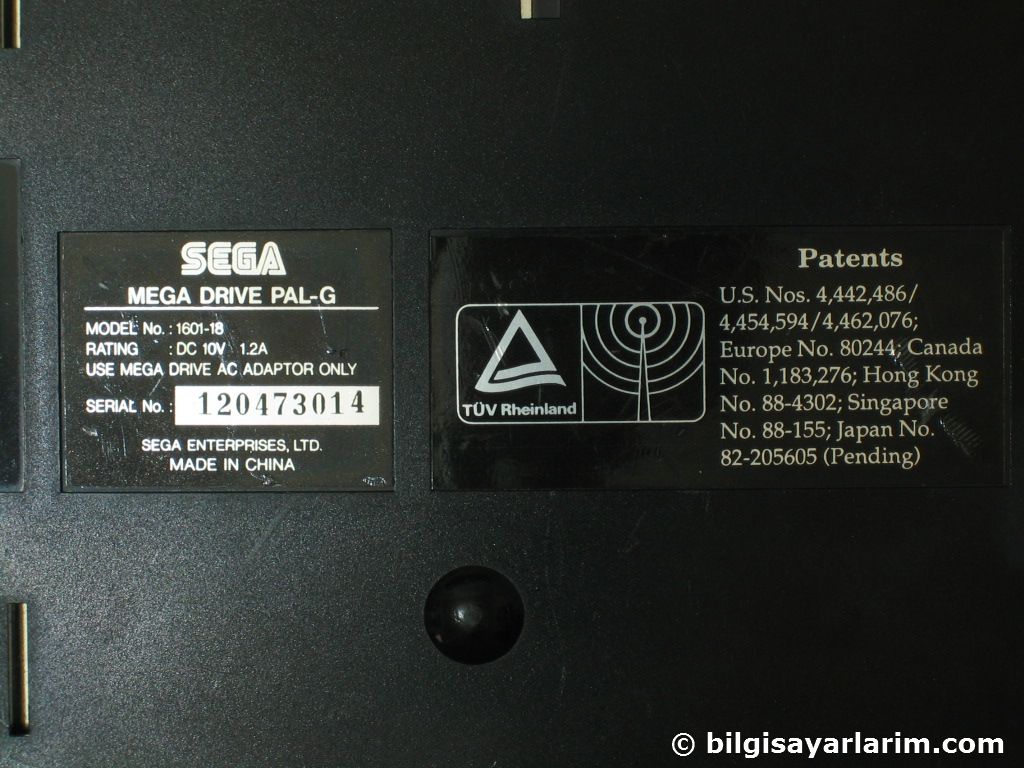 SEGA
MEGA DRIVE PAL-G
MODEL No. : 1601-18
RATING : DC 10V 1.2A
USE MEGA DRIVE AC ADAPTOR ONLY
SERIAL No. : 120473014
SEGA ENTERPRISES, LTD.
MADE IN CHINA
TÜV Rheinland
Patents
U.S. Nos. 4,442,486/
4,454,594/4,462,076;
Europe No. 80244; Canada
No. 1,183,276; Hong Kong
No. 88-4302; Singapore
No. 88-155; Japan No.
82-205605 (Pending)
© bilgisayarlarim.com